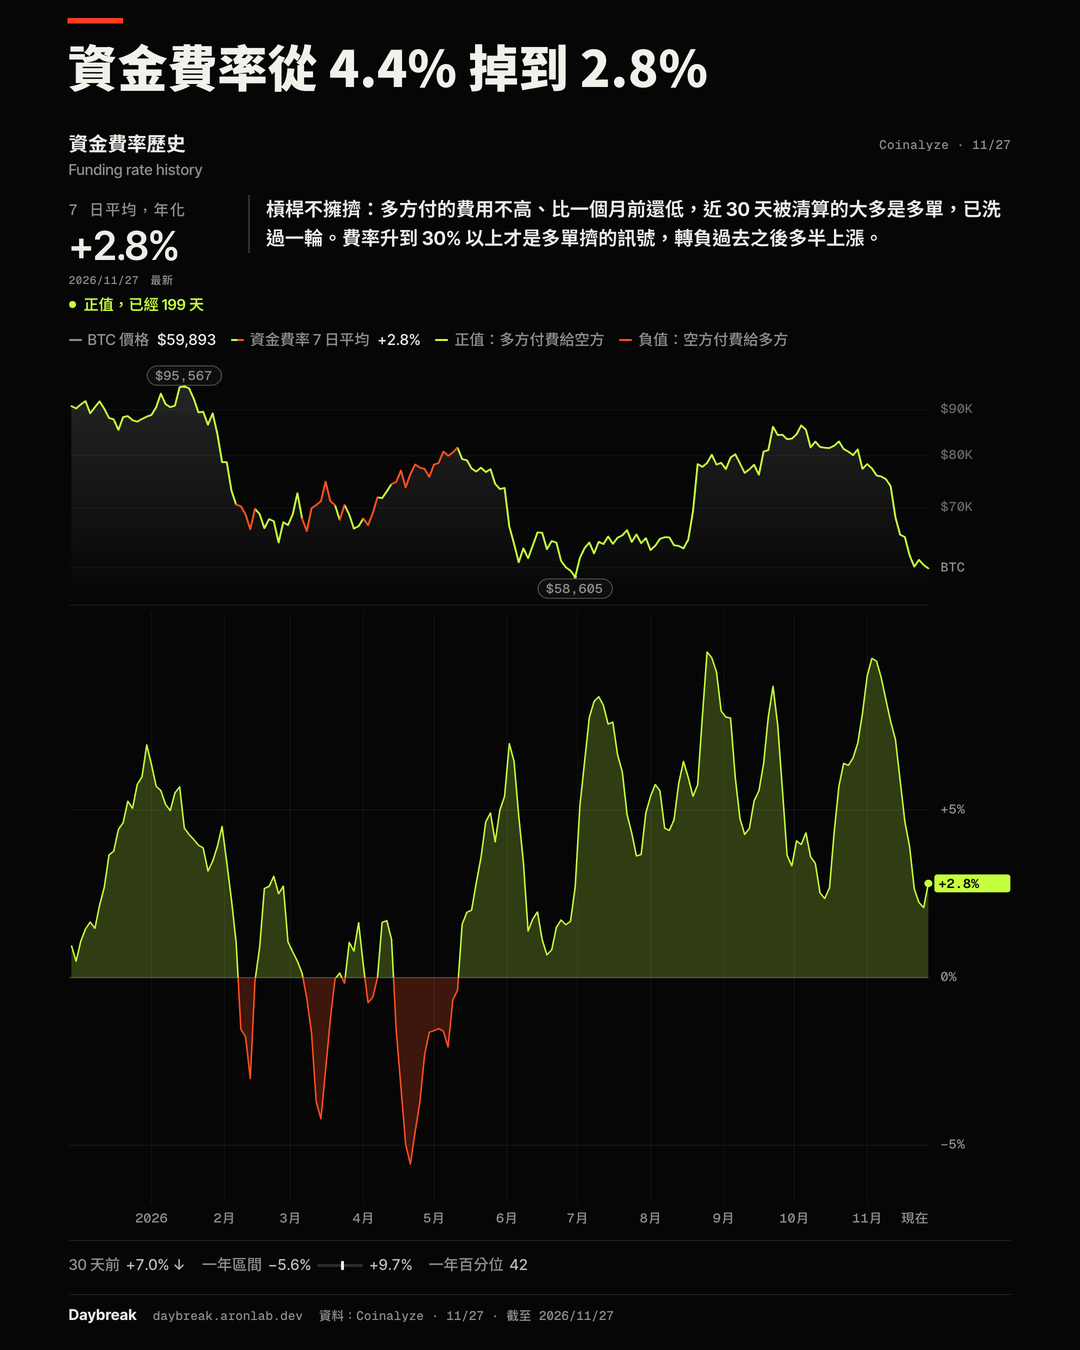 資金費率從 4.4% 掉到 2.8%
資金費率歷史
Coinalyze · 11/27
Funding rate history
7 日平均，年化
+2.8%
2026/11/27 最新
正值，已經 199 天
槓桿不擁擠：多方付的費用不高、比一個月前還低，近 30 天被清算的大多是多單，已洗
過一輪。費率升到 30% 以上才是多單擠的訊號，轉負過去之後多半上漲。
BTC 價格 $59,893 資金費率 7 日平均 +2.8% 正值：多方付費給空方 負值：空方付費給多方
$95,567
$90K
$80K
$70K
BTC
$58,605
+5%
+2.8%
0%
−5%
2026 2月 3月 4月 5月 6月 7月 8月 9月 10月 11月 現在
30 天前 +7.0% ↓ 一年區間 −5.6% +9.7% 一年百分位 42
Daybreak daybreak.aronlab.dev 資料：Coinalyze · 11/27 · 截至 2026/11/27